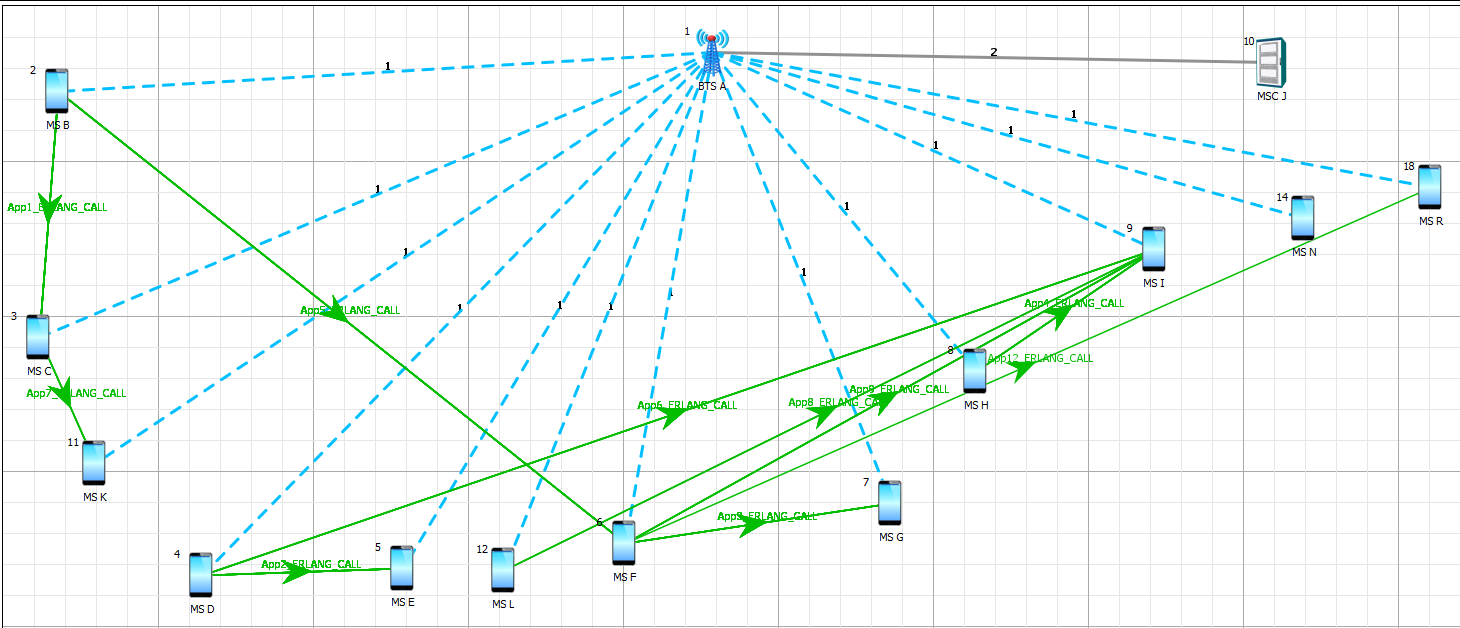 1
10
2
BTS A
MSC J
2
MS B
1
1
1
1
18
MS R
14
MS N
1
App1_ERLANG_CALL
1
9
MS I
1
1
App5_ERLANG_CALL
1
1
1
1
App4_ERLANG_CALL
3
MS C
8
App12_ERLANG_CALL
MS H
App7_ERLANG_CALL
App6_ERLANG_CALL
App8_ERLANG_CALL
App9_ERLANG_CALL
11
MS K
7
MS G
6
App3_ERLANG_CALL
MS F
4
MS D
App2_ERLANG_CALL
5
MS E
12
MS L